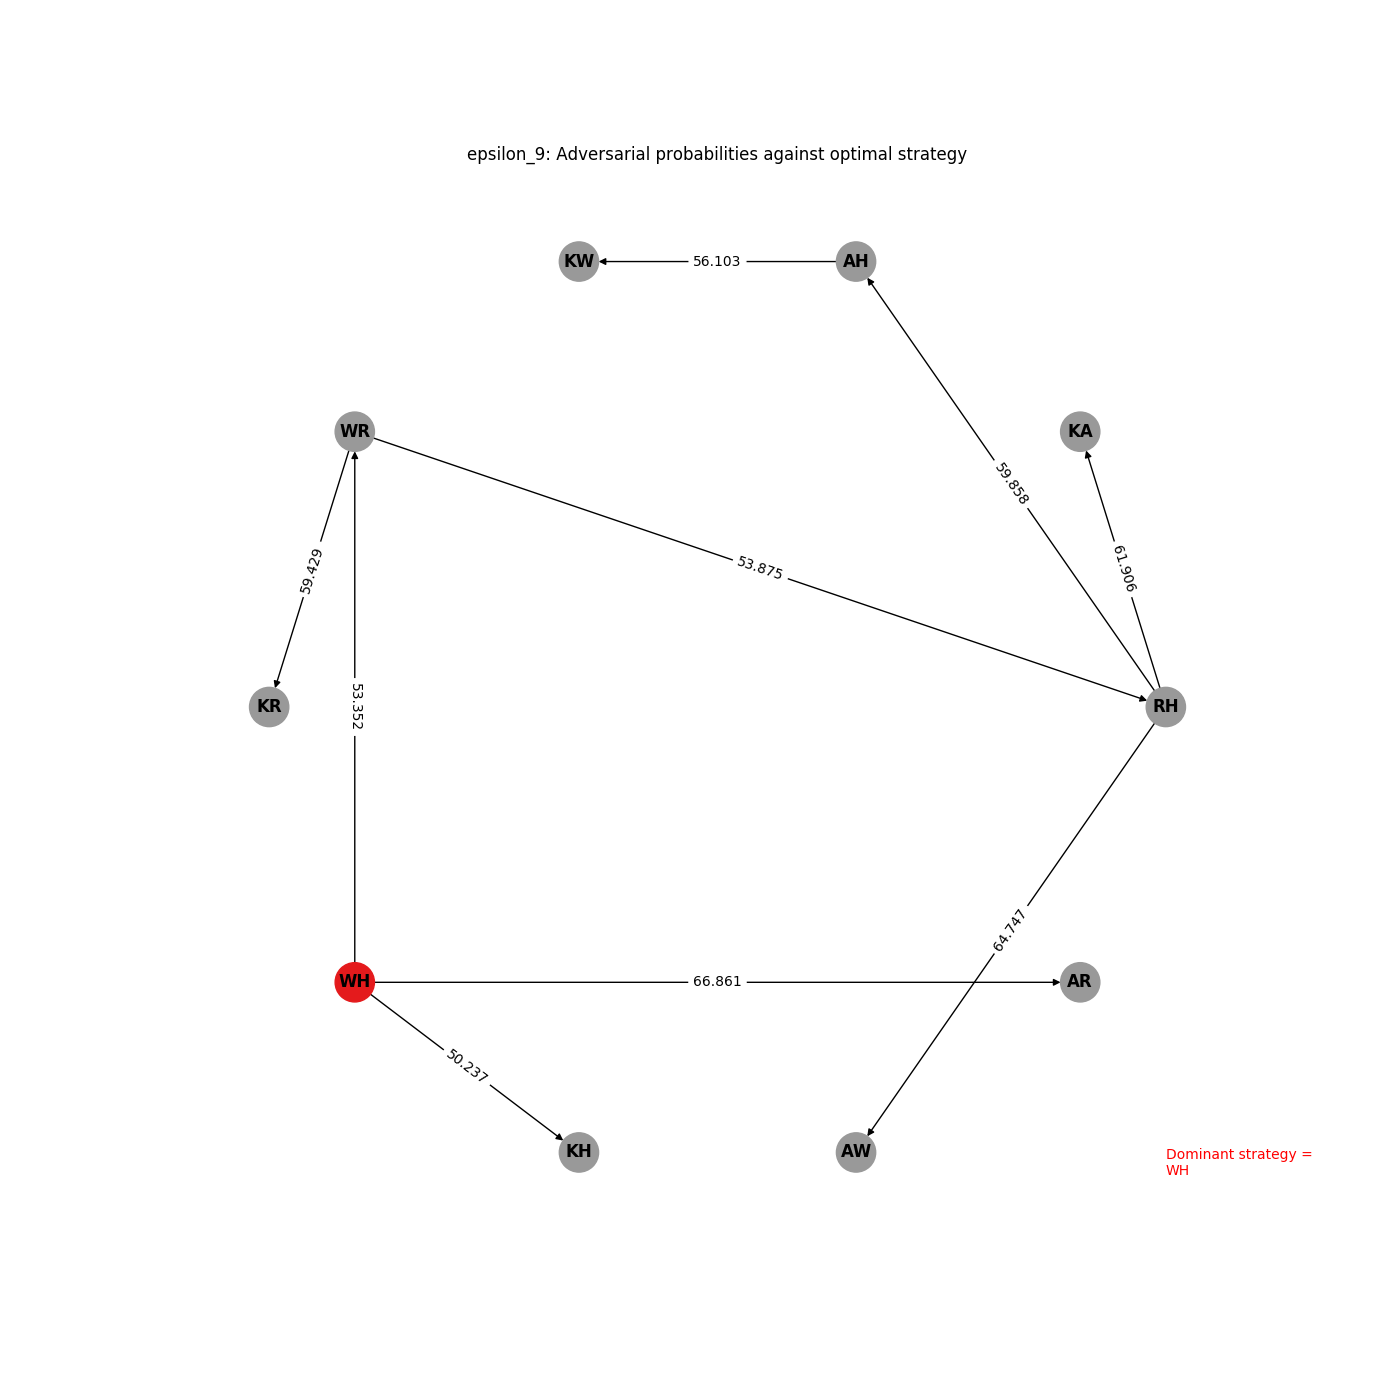 epsilon_9: Adversarial probabilities against optimal strategy
KW
56.103
AH
WR
KA
59.858
53.875
59.429
61.906
KR
53.352
RH
64.747
WH
66.861
AR
50.237
KH
AW
Dominant strategy =
WH